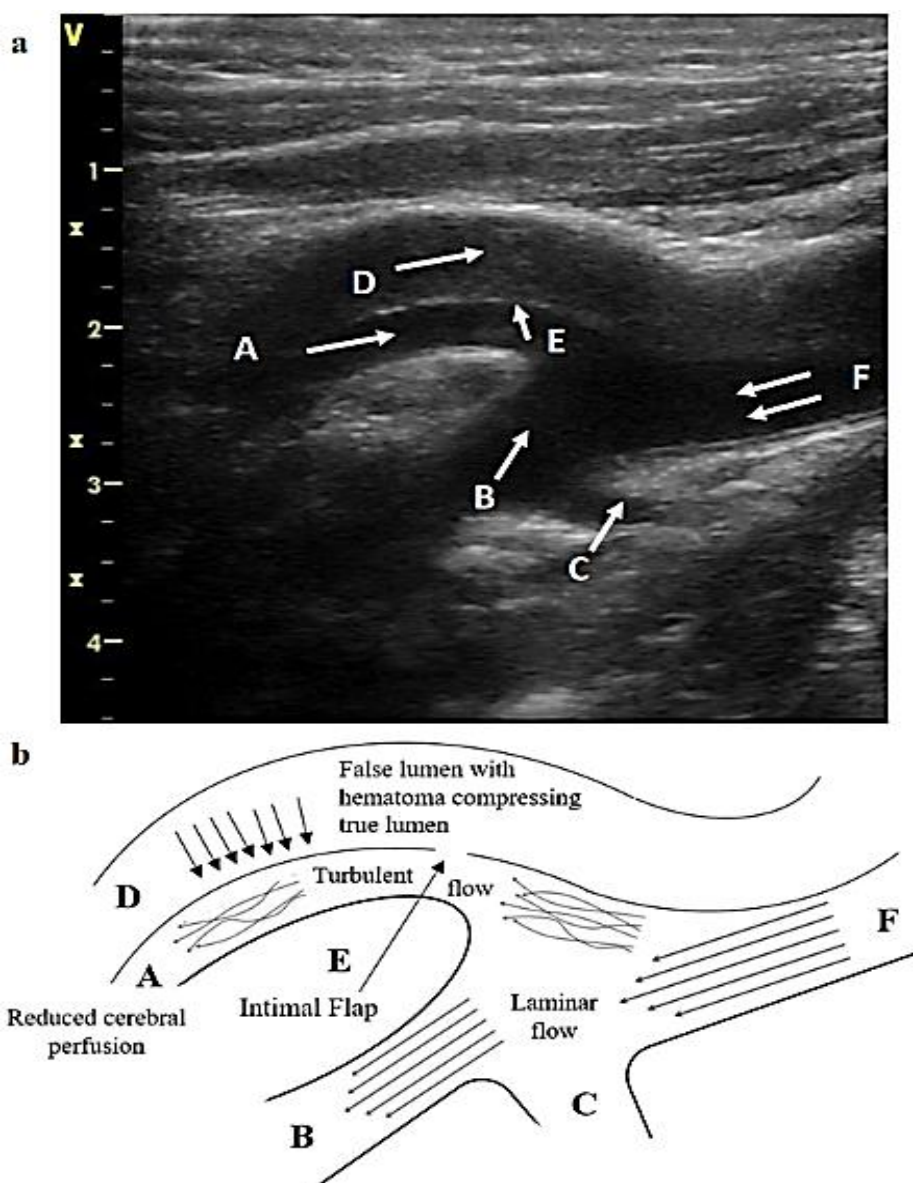 a
V
1
D
2
A
E
F
3
B
C
4
b
False lumen with
hematoma compressing
true lumen
D
Turbulent
flow
F
A
E
Reduced cerebral
perfusion
Intimal Flap
Laminar
flow
B
C